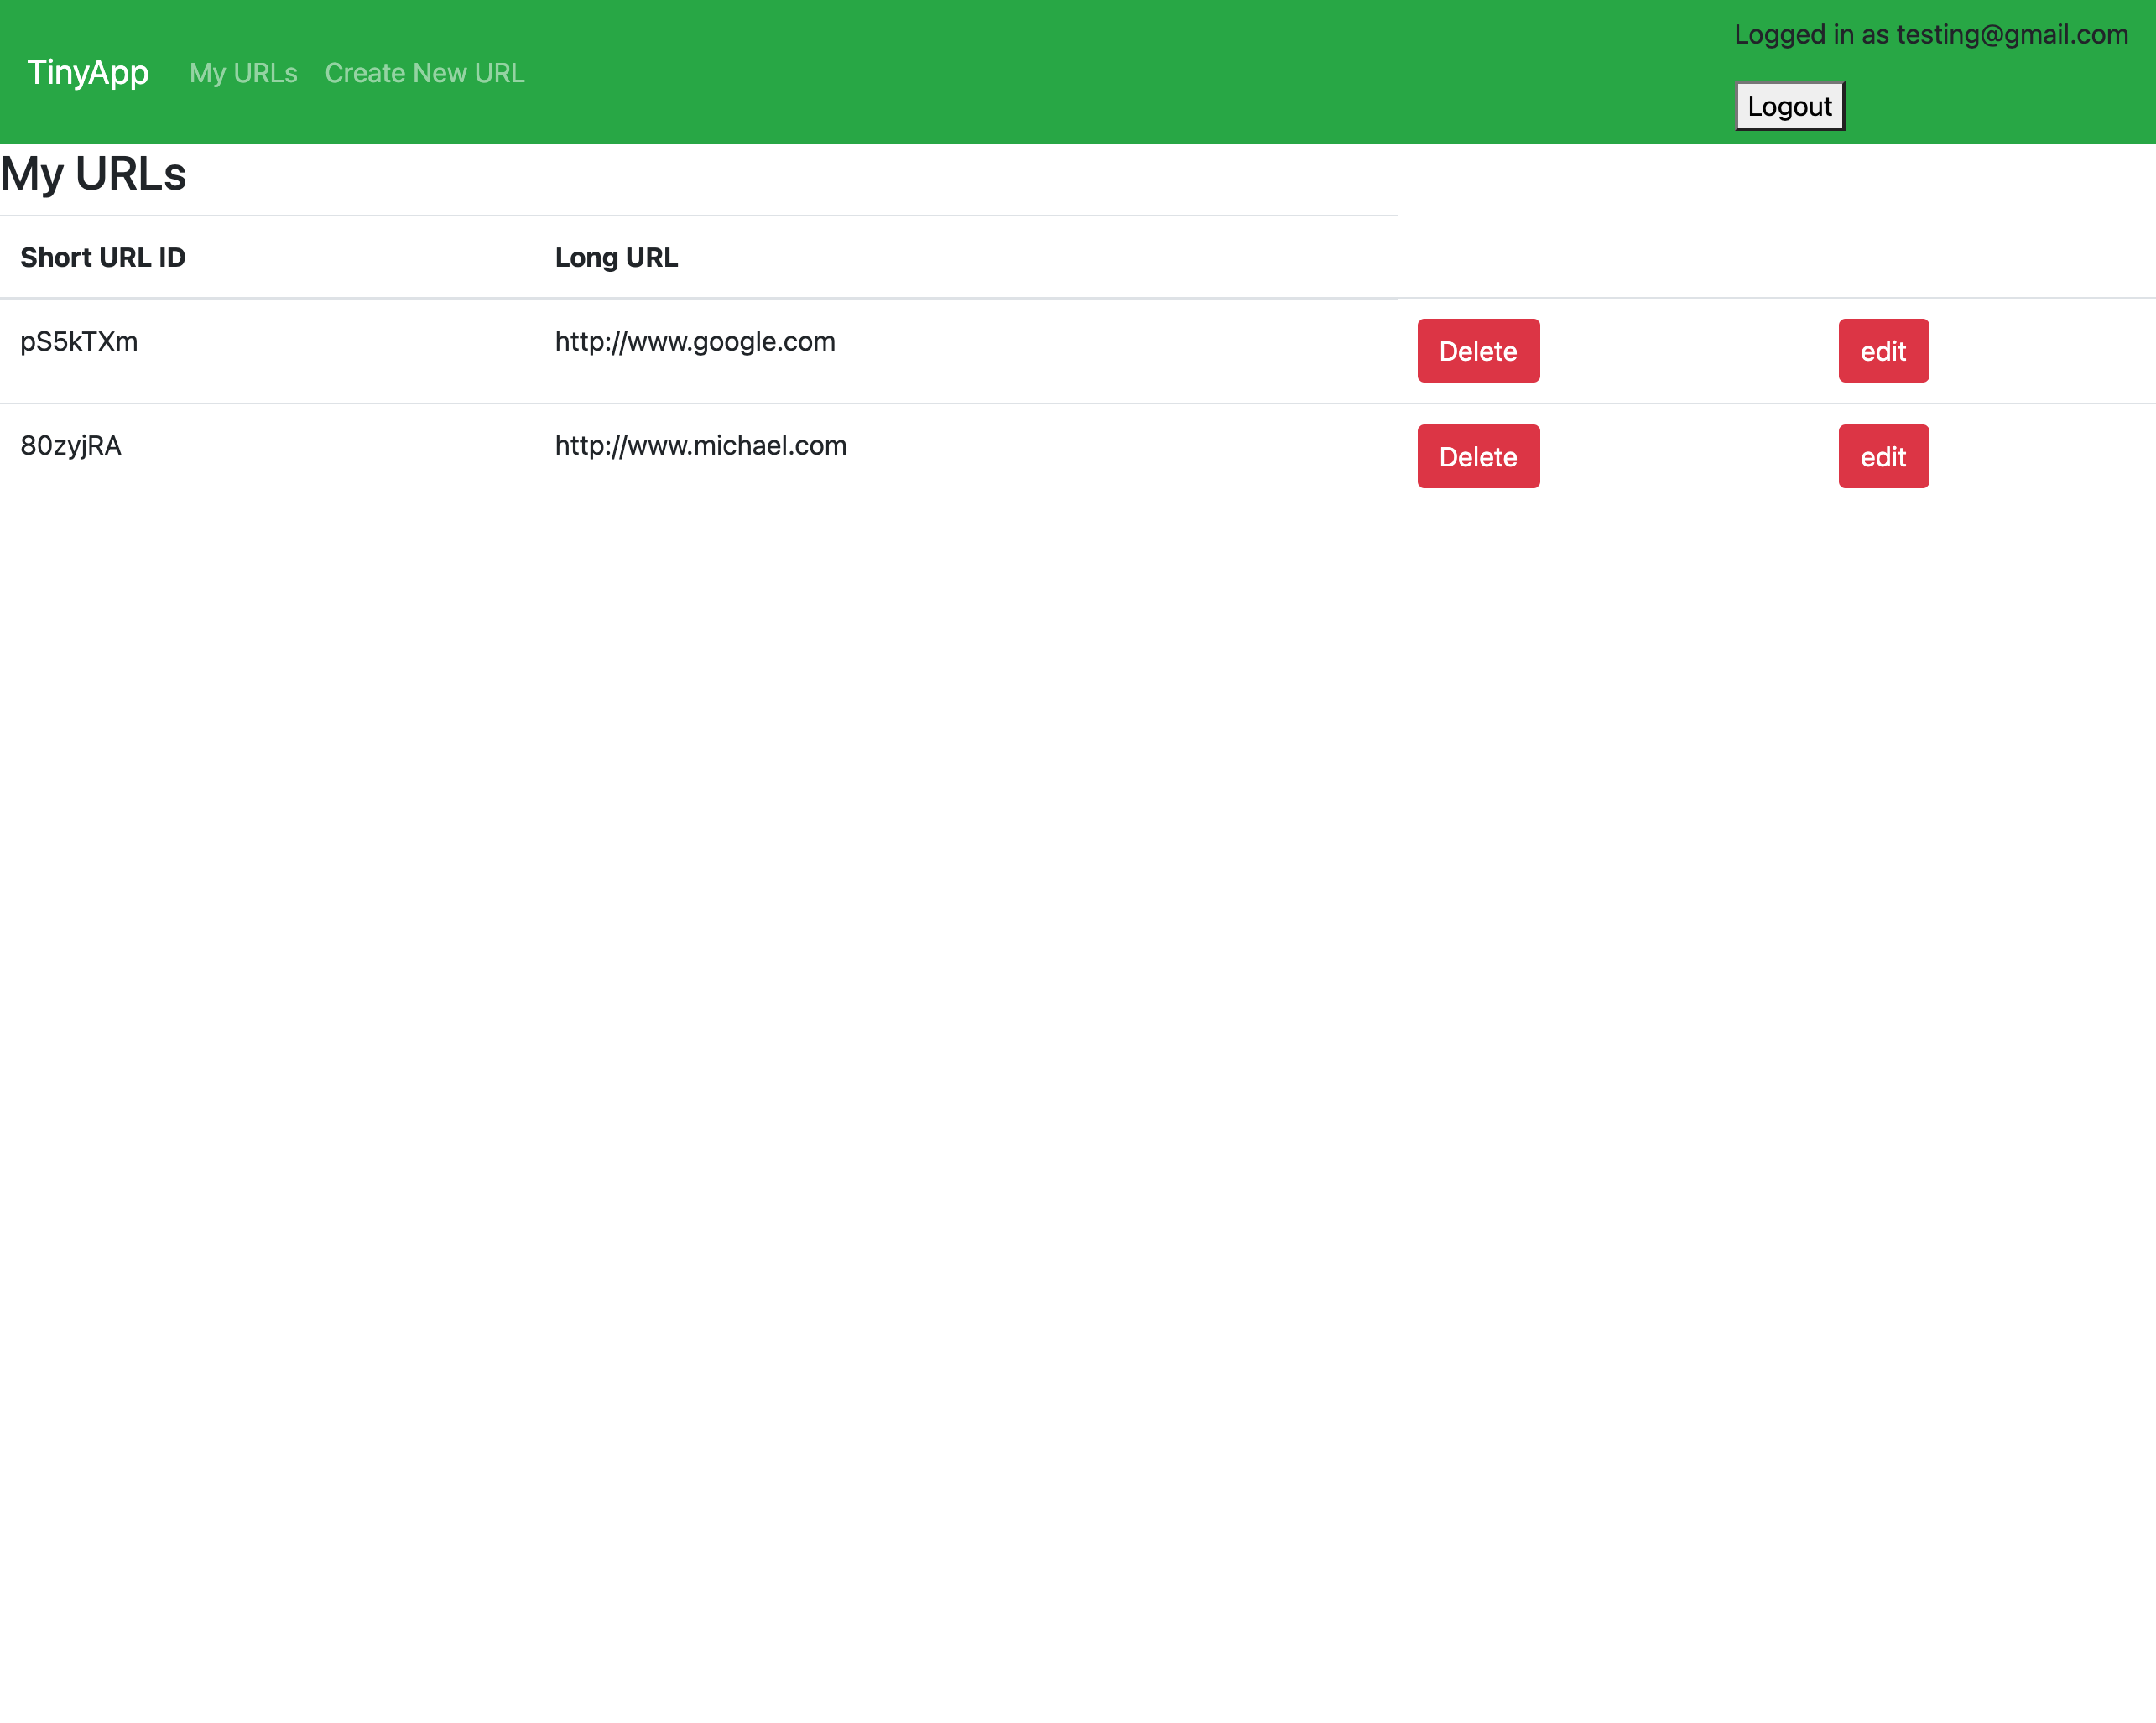 Logged in as testing@gmail.com
TinyApp My URLs Create New URL
Logout
My URLs
Short URL ID Long URL
pS5kTXm http://www.google.com Delete edit
80zyjRA http://www.michael.com Delete edit